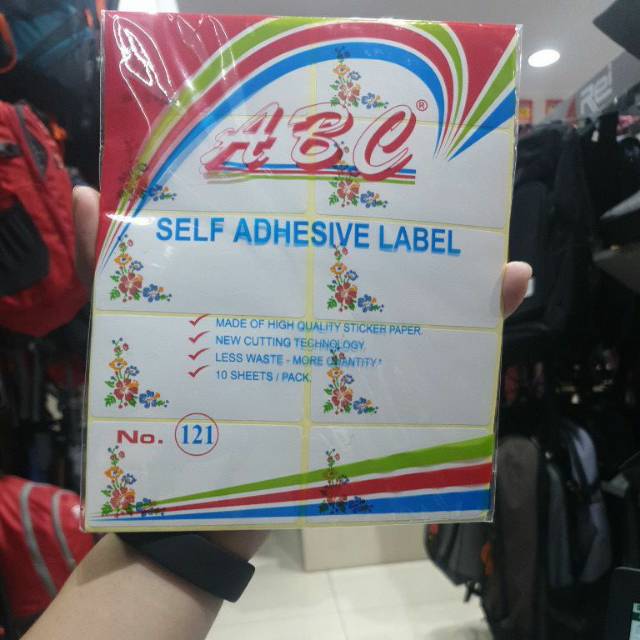 ABC®
SELF ADHESIVE LABEL
MADE OF HIGH QUALITY STICKER PAPER.
NEW CUTTING TECHNOLOGY.
LESS WASTE - MORE QUANTITY *
10 SHEETS / PACK.
No. 121